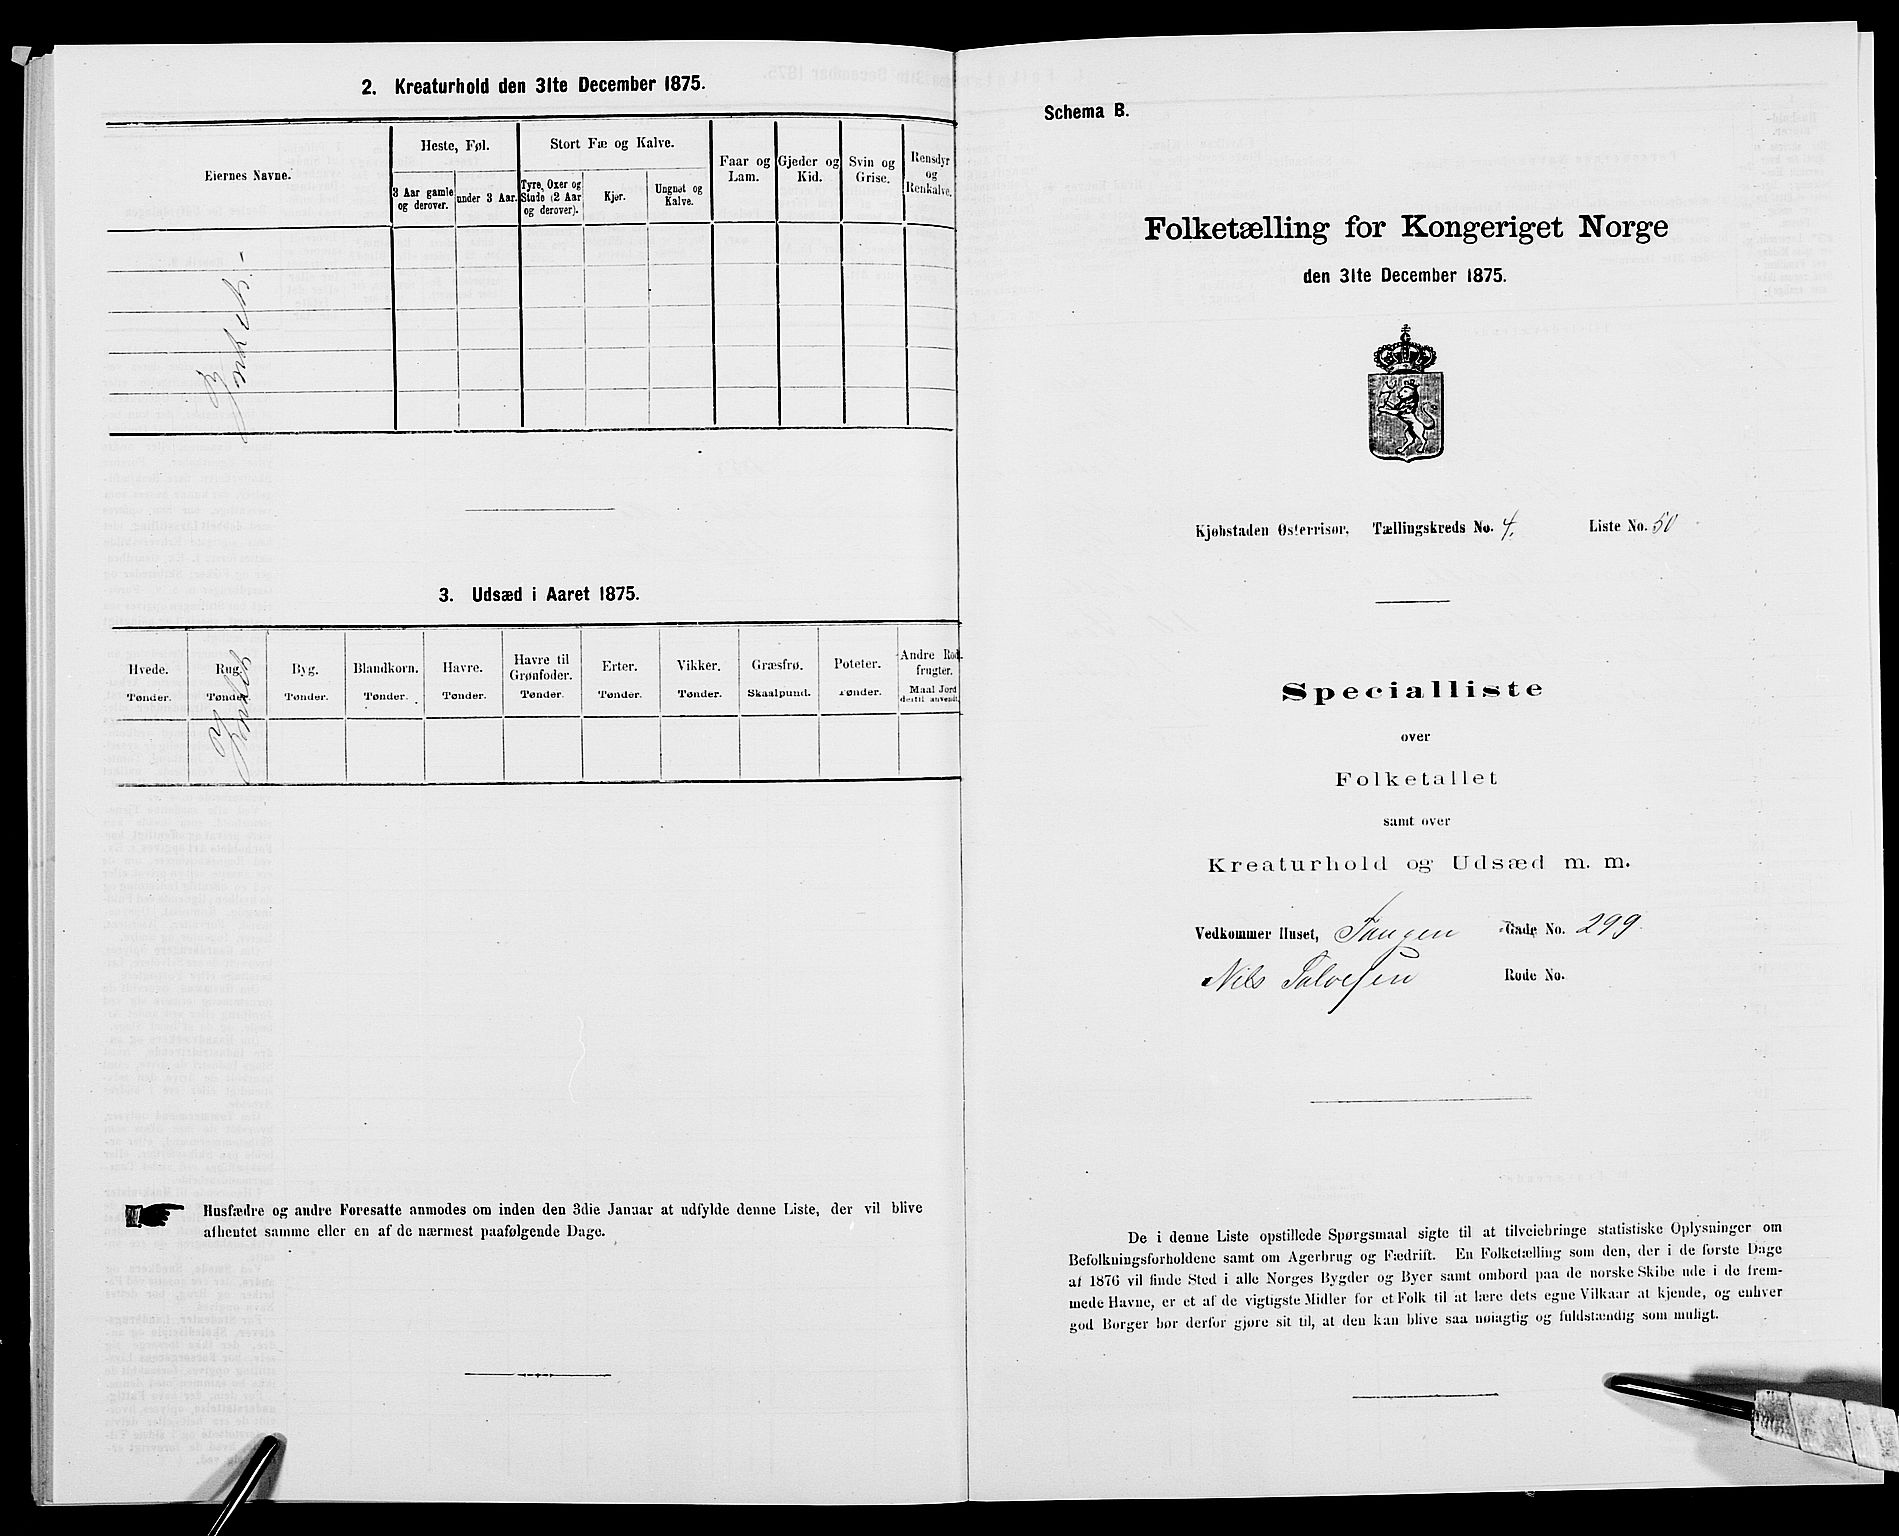 2. Kreaturhold den 31te December 1875.
Eiernes Navne.
Heste, Føl.
Stort Fæ og Kalve.
Faar og Lam.
Gjeder og Kid.
Svin og Grise.
Rensdyr og Renkalve.
3 Aar gamle og derover.
under 3 Aar.
Tyre, Oxer og Stude (2 Aar og derover).
Kjør.
Ungnøt og Kalve.
3. Udsæd i Aaret 1875.
Hvede. Tønder.
Rug. Tønder.
Byg. Tønder.
Blandkorn. Tønder.
Havre. Tønder.
Havre til Grønfoder. Tønder.
Erter. Tønder.
Vikker. Tønder.
Græsfrø. Skaalpund.
Poteter. Tønder.
Andre Rodfrugter. Maal Jord dertil anvendt.
Husfædre og andre Foresatte anmodes om inden den 3die Januar at udfylde denne Liste, der vil blive
afhentet samme eller en af de nærmest paafølgende Dage.
Schema B.
Folketælling for Kongeriget Norge
den 31te December 1875.
Kjøbstaden Østerrisør, Tællingskreds No. 4. Liste No. 50
Specialliste
over
Folketallet
samt over
Kreaturhold og Udsæd m. m.
Vedkommer Huset, Tangen Gade No. 299.
Nils Salvesen Rode No.
De i denne Liste opstillede Spørgsmaal sigte til at tilveiebringe statistiske Oplysninger om
Befolkningsforholdene samt om Agerbrug og Fædrift. En Folketælling som den, der i de første Dage
af 1876 vil finde Sted i alle Norges Bygder og Byer samt ombord paa de norske Skibe ude i de frem-
mede Havne, er et af de vigtigste Midler for et Folk til at lære dets egne Vilkaar at kjende, og enhver
god Borger bør derfor gjøre sit til, at den kan blive saa nøiagtig og fuldstændig som muligt.